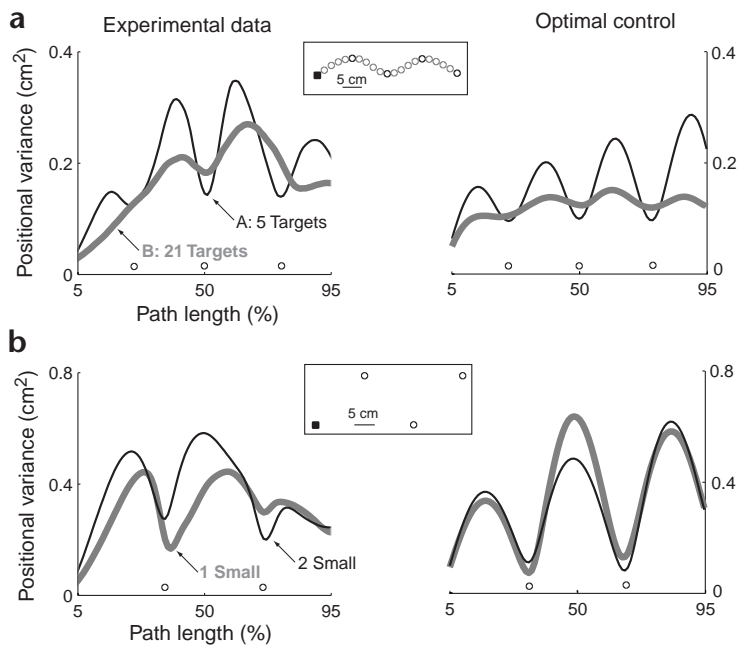 a
Experimental data
Optimal control
Positional variance (cm2)
0.4
0.2
0
5 cm
0.4
0.2
0
A: 5 Targets
B: 21 Targets
5
50
95
5
50
95
Path length (%)
b
Positional variance (cm2)
0.8
0.4
0
5 cm
0.8
0.4
0
1 Small
2 Small
5
50
95
5
50
95
Path length (%)